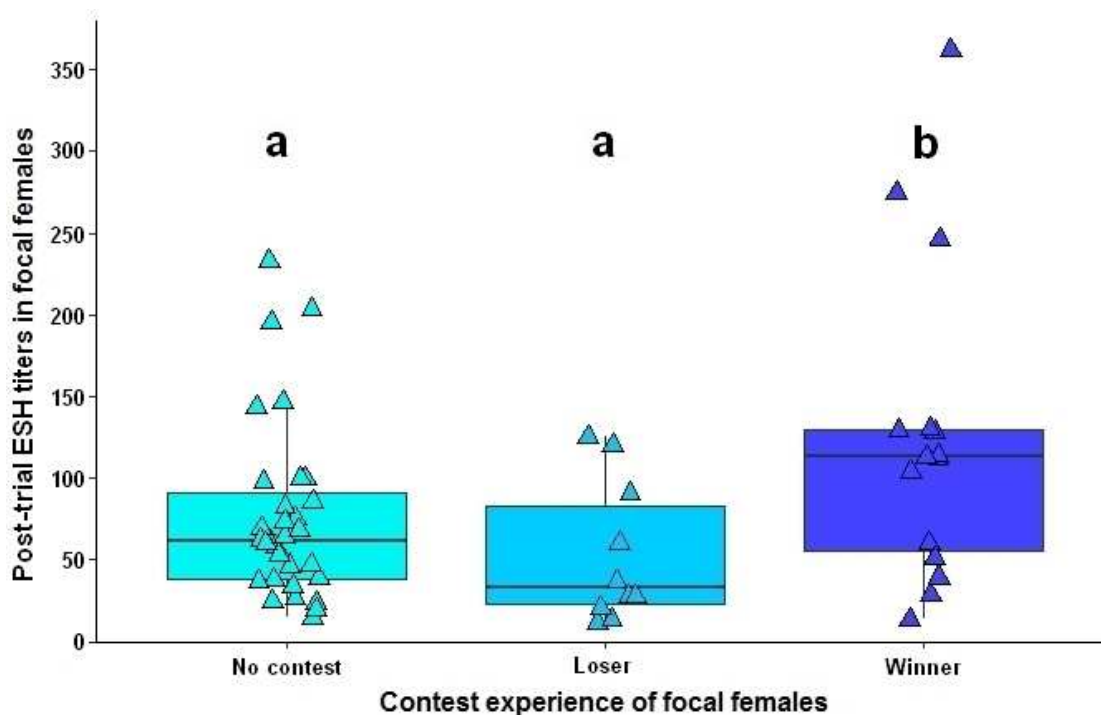 Post-trial ESH titers in focal females
350
300
250
200
150
100
50
0
a
a
b
No contest
Loser
Winner
Contest experience of focal females